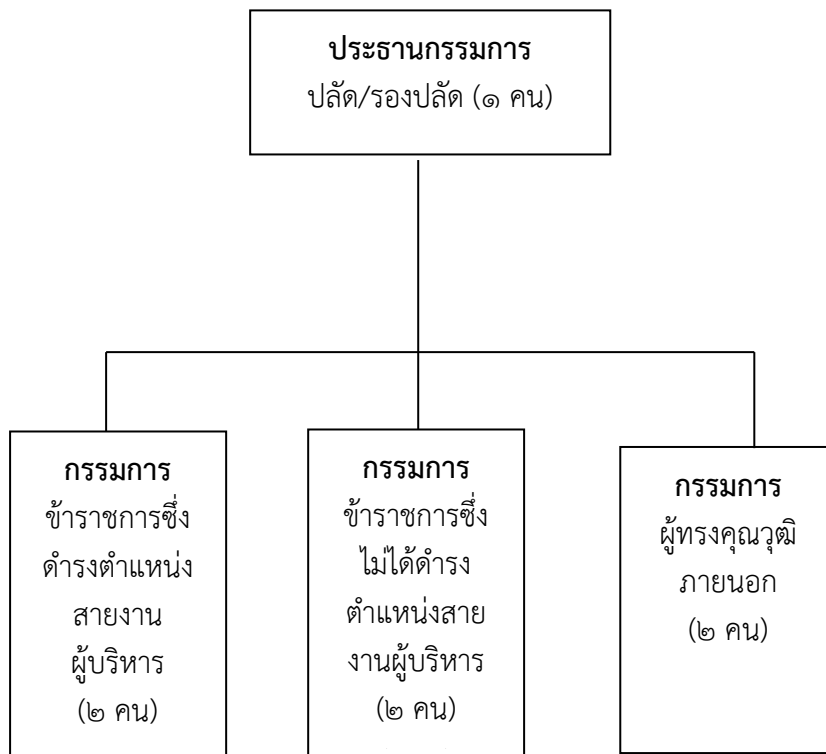 ประธานกรรมการ
ปลัด/รองปลัด (๑ คน)
กรรมการ
ข้าราชการซึ่ง
ดำรงตำแหน่ง
สายงาน
ผู้บริหาร
(๒ คน)
กรรมการ
ข้าราชการซึ่ง
ไม่ได้ดำรง
ตำแหน่งสาย
งานผู้บริหาร
(๒ คน)
กรรมการ
ผู้ทรงคุณวุฒิ
ภายนอก
(๒ คน)